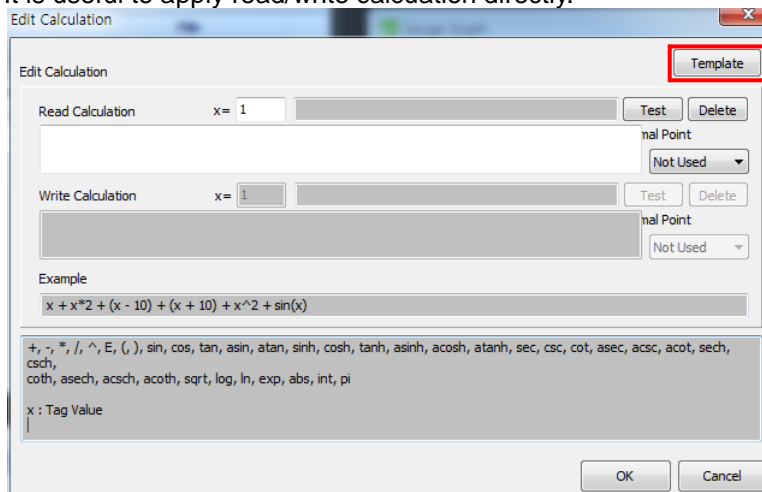 It is useful to apply read/write calculation directly.
Edit Calculation
Edit Calculation
Template
Read Calculation x= 1 Test Delete
mal Point
Not Used
Write Calculation x= 1 Test Delete
mal Point
Not Used
Example
x + x*2 + (x - 10) + (x + 10) + x^2 + sin(x)
+, -, *, /, ^, E, (, ), sin, cos, tan, asin, atan, sinh, cosh, tanh, asinh, acosh, atanh, sec, csc, cot, asec, acsc, acot, sech,
csch,
coth, asech, acsch, acoth, sqrt, log, ln, exp, abs, int, pi
x : Tag Value
OK Cancel